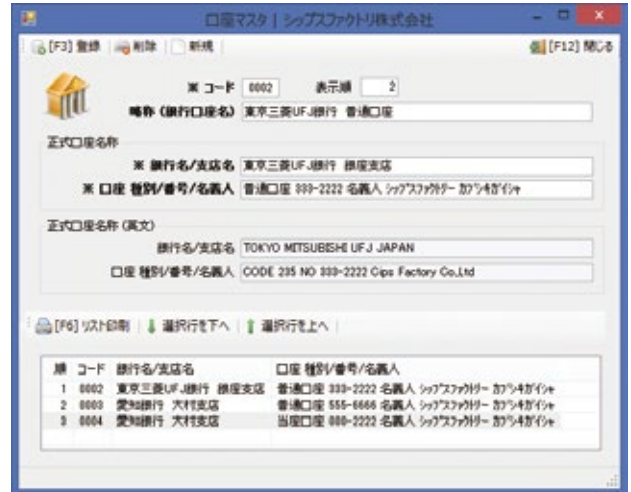 口座マスタ | シップスファクトリ株式会社
[F3] 登録 削除 新規 [F12] 閉じる
※ コード 0002 表示順 2
略称 (銀行口座名) 東京三菱UFJ銀行 普通口座
正式口座名称
※ 銀行名/支店名 東京三菱UFJ銀行 銀座支店
※ 口座 種別/番号/名義人 普通口座 333-2222 名義人 シップスファクトリー カブシキガイシャ
正式口座名称 (英文)
銀行名/支店名 TOKYO MITSUBISHI UFJ JAPAN
口座 種別/番号/名義人 CODE 235 NO 333-2222 Cips Factory Co.,Ltd
[F6] リスト印刷 選択行を下へ 選択行を上へ
順 コード 銀行名/支店名 口座 種別/番号/名義人
1 0002 東京三菱UFJ銀行 銀座支店 普通口座 333-2222 名義人 シップスファクトリー カブシキガイシャ
2 0003 愛知銀行 大村支店 普通口座 555-6666 名義人 シップスファクトリー カブシキガイシャ
3 0004 愛知銀行 大村支店 当座口座 名義人 シップスファクトリー カブシキガイシャ